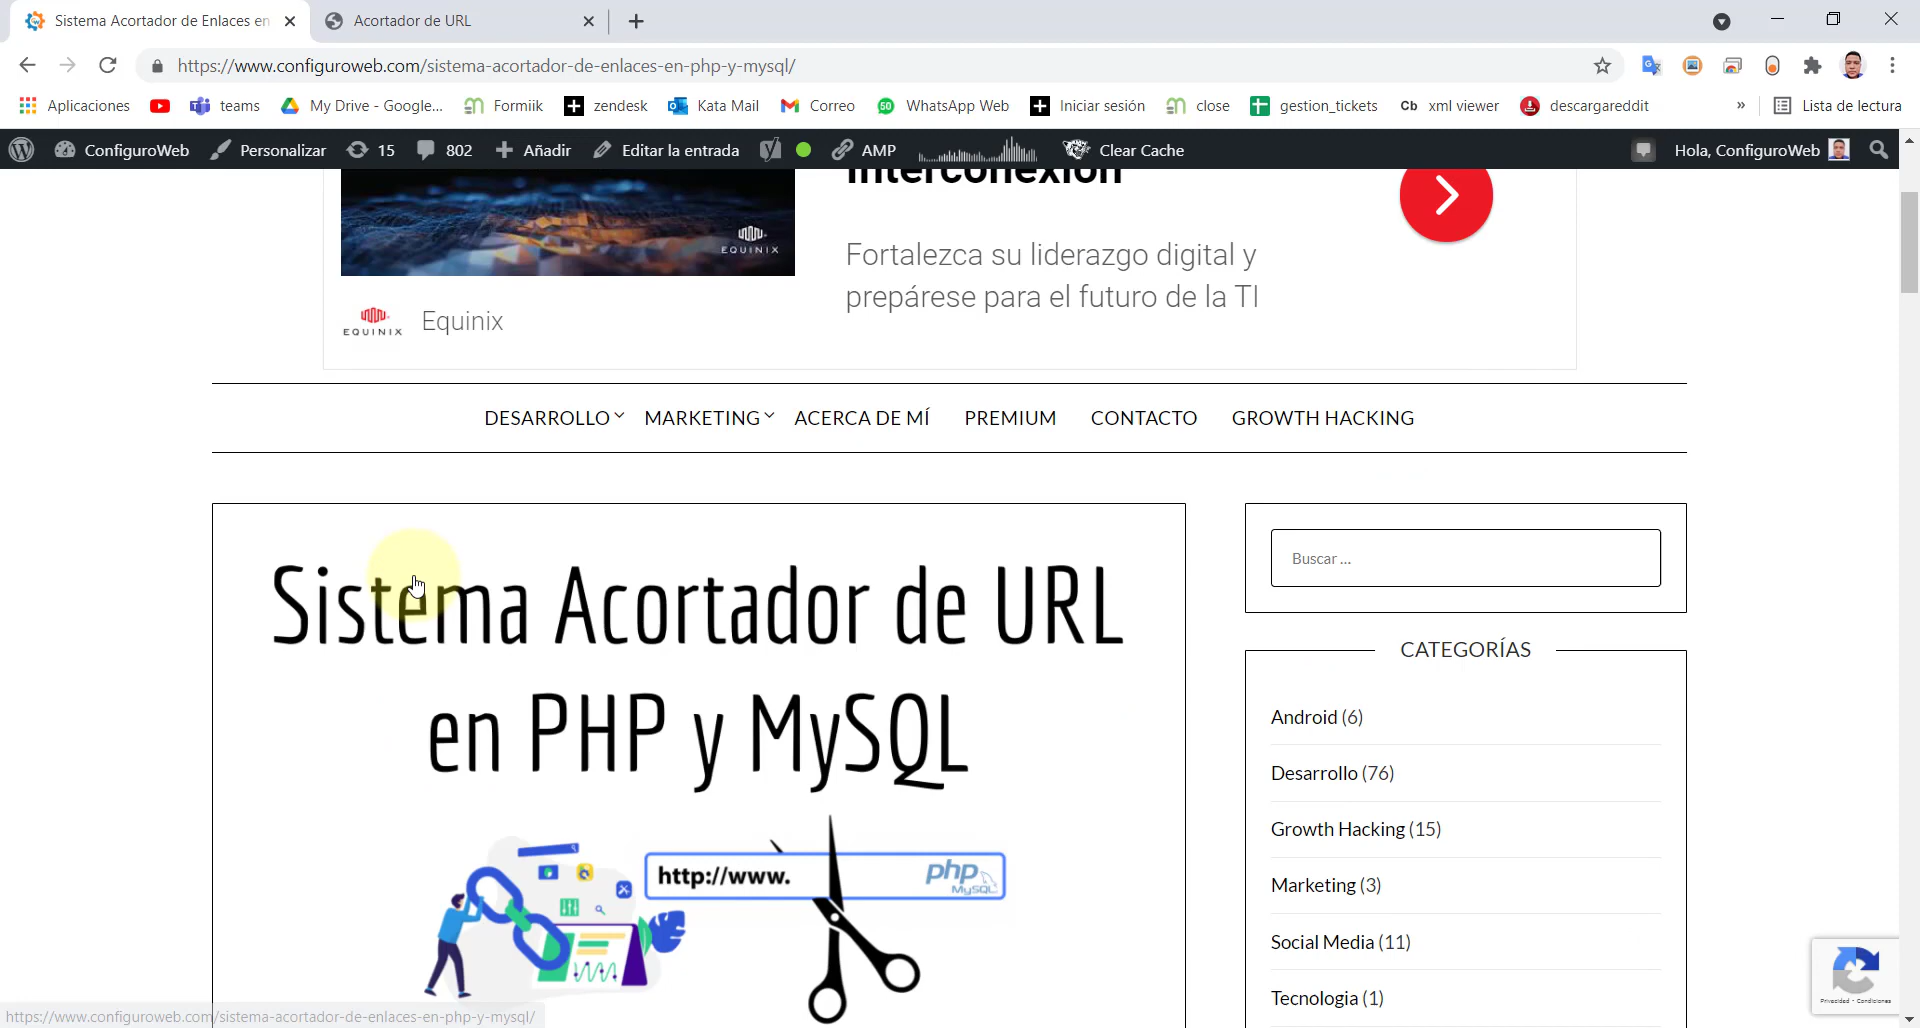 Sistema Acortador de Enlaces en
Acortador de URL
https://www.configuroweb.com/sistema-acortador-de-enlaces-en-php-y-mysql/
Aplicaciones
teams
My Drive - Google...
Formiik
zendesk
Kata Mail
Correo
WhatsApp Web
Iniciar sesión
close
gestion_tickets
Cb xml viewer
descargareddit
»
Lista de lectura
ConfiguroWeb
Personalizar
15
802
Añadir
Editar la entrada
AMP
Clear Cache
Hola, ConfiguroWeb
Interconexión
EQUINIX
Fortalezca su liderazgo digital y
prepárese para el futuro de la TI
EQUINIX
Equinix
DESARROLLO
MARKETING
ACERCA DE MÍ
PREMIUM
CONTACTO
GROWTH HACKING
Sistema Acortador de URL
en PHP y MySQL
http://www.
php
MySQL
Buscar ...
CATEGORÍAS
Android (6)
Desarrollo (76)
Growth Hacking (15)
Marketing (3)
Social Media (11)
Tecnologia (1)
Privacidad - Condiciones
https://www.configuroweb.com/sistema-acortador-de-enlaces-en-php-y-mysql/